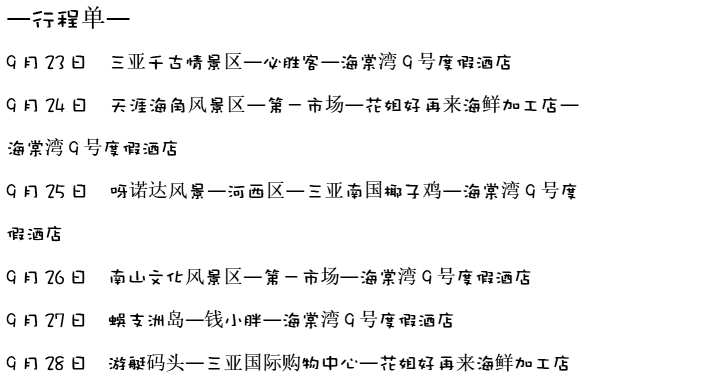 —行程单—
9月23日 三亚千古情景区—必胜客—海棠湾9号度假酒店
9月24日 天涯海角风景区—第一市场—花姐好再来海鲜加工店—
海棠湾9号度假酒店
9月25日 呀诺达风景—河西区—三亚南国椰子鸡—海棠湾9号度
假酒店
9月26日 南山文化风景区—第一市场—海棠湾9号度假酒店
9月27日 蜈支洲岛—钱小胖—海棠湾9号度假酒店
9月28日 游艇码头—三亚国际购物中心—花姐好再来海鲜加工店